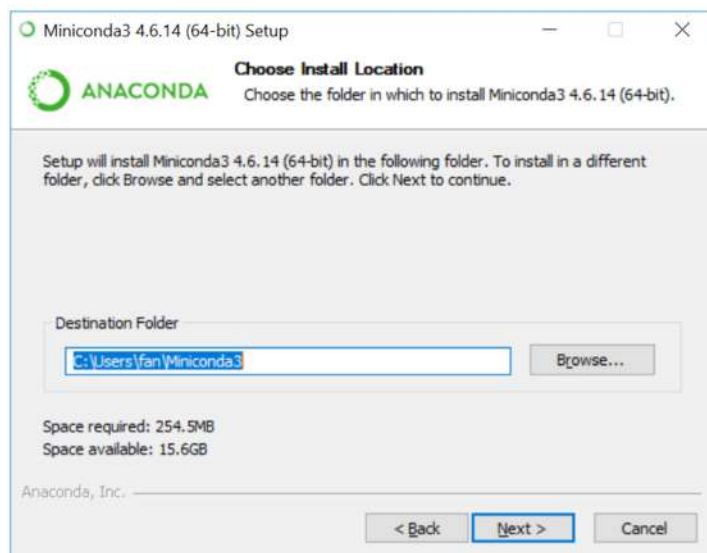 Miniconda3 4.6.14 (64-bit) Setup
ANACONDA
Choose Install Location
Choose the folder in which to install Miniconda3 4.6.14 (64-bit).
Setup will install Miniconda3 4.6.14 (64-bit) in the following folder. To install in a different
folder, click Browse and select another folder. Click Next to continue.
Destination Folder
C:\Users\fan\Miniconda3
Browse...
Space required: 254.5MB
Space available: 15.6GB
Anaconda, Inc.
< Back
Next >
Cancel